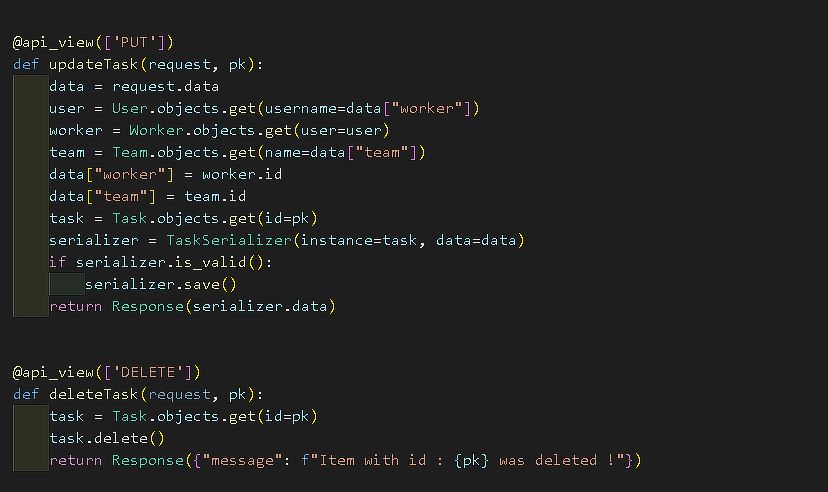 @api_view(['PUT'])
def updateTask(request, pk):
    data = request.data
    user = User.objects.get(username=data["worker"])
    worker = Worker.objects.get(user=user)
    team = Team.objects.get(name=data["team"])
    data["worker"] = worker.id
    data["team"] = team.id
    task = Task.objects.get(id=pk)
    serializer = TaskSerializer(instance=task, data=data)
    if serializer.is_valid():
        serializer.save()
    return Response(serializer.data)
@api_view(['DELETE'])
def deleteTask(request, pk):
    task = Task.objects.get(id=pk)
    task.delete()
    return Response({"message": f"Item with id : {pk} was deleted !"})